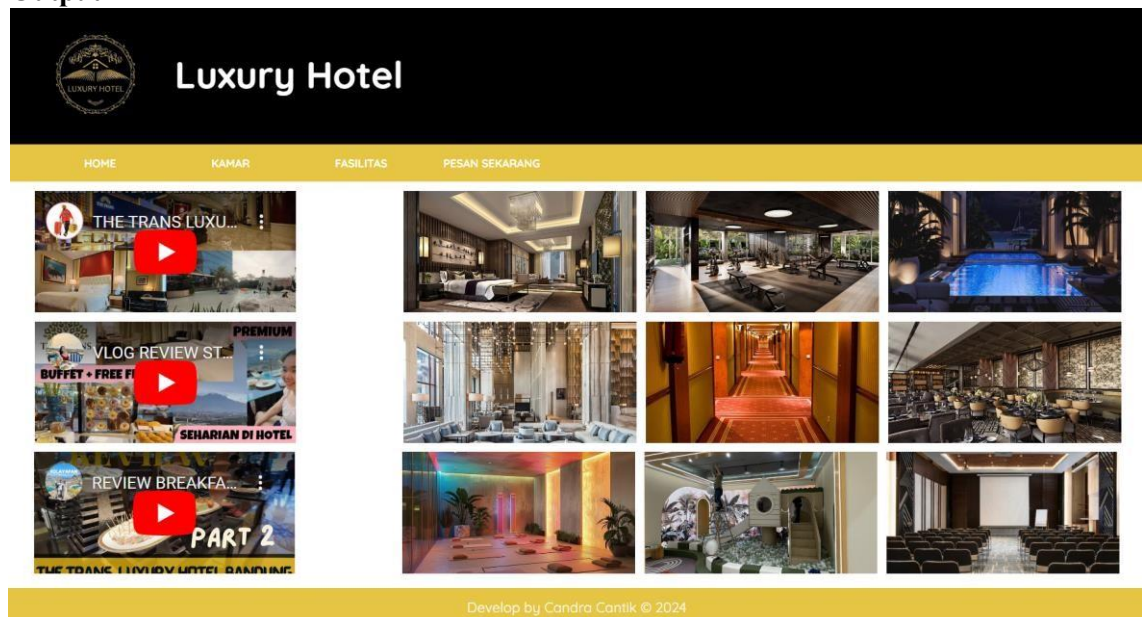 LUXURY HOTEL
Luxury Hotel
HOME KAMAR FASILITAS PESAN SEKARANG
THE TRANS LUXU...
PREMIUM
VLOG REVIEW ST...
BUFFET + FREE
SEHARIAN DI HOTEL
REVIEW BREAKFA...
PART 2
THE TRANS LUXURY HOTEL BANDUNG
Develop by Candra Cantik © 2024